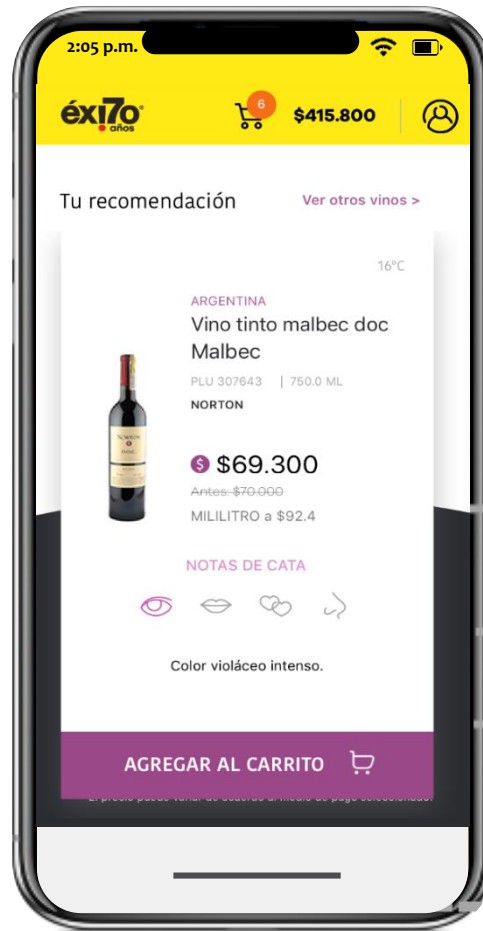 2:05 p.m.
éxi7o
años
6
$415.800
Tu recomendación
Ver otros vinos >
16°C
ARGENTINA
Vino tinto malbec doc
Malbec
PLU 307643 | 750.0 ML
NORTON
NORTON
$ $69.300
Antes: $70.000
MILILITRO a $92.4
NOTAS DE CATA
Color violáceo intenso.
AGREGAR AL CARRITO